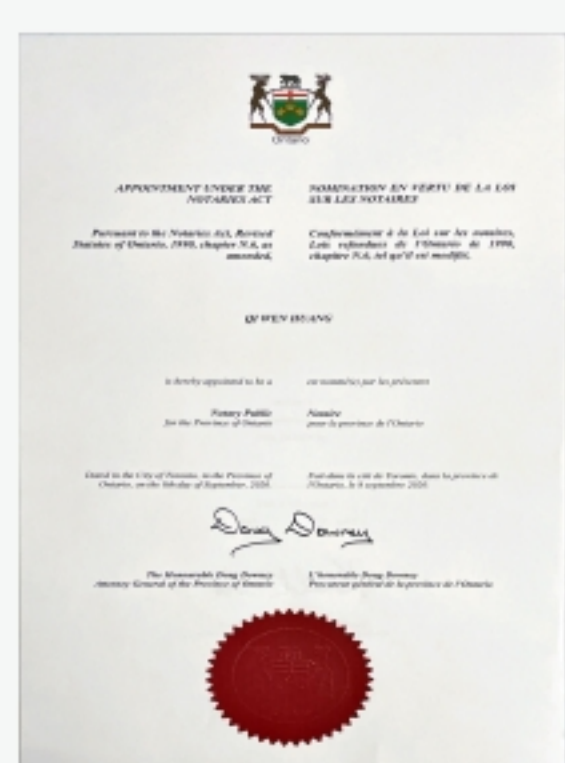 Ontario
APPOINTMENT UNDER THE
NOTARIES ACT
NOMINATION EN VERTU DE LA LOI
SUR LES NOTAIRES
Pursuant to the Notaries Act, Revised
Statutes of Ontario, 1990, chapter N.6, as
amended,
Conformément à la Loi sur les notaires,
Lois refondues de l'Ontario de 1990,
chapitre N.6, tel qu'il est modifié,
QI WEN HUANG
is hereby appointed to be a
est nommé(e) par les présentes
Notary Public
for the Province of Ontario
Notaire
pour la province de l'Ontario
Dated in the City of Toronto, in the Province of
Ontario, on the day of September, 2020.
Fait dans la cité de Toronto, dans la province de
l'Ontario, le 8 septembre 2020.
Doug Downey
The Honourable Doug Downey
Attorney General of the Province of Ontario
L'honorable Doug Downey
Procureur général de la province de l'Ontario